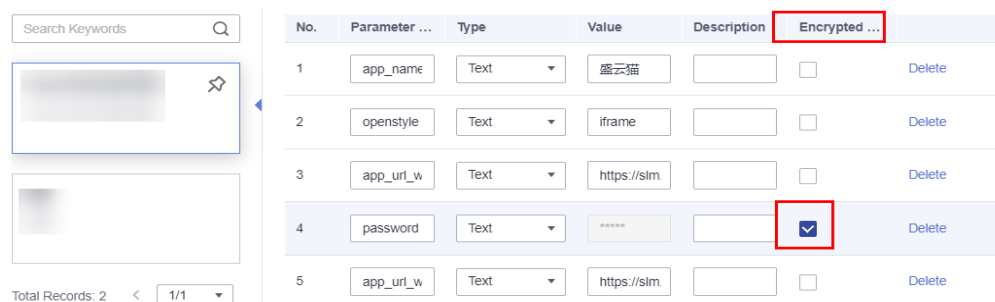 Search Keywords
No. Parameter ... Type Value Description Encrypted ...
1 app_name Text 盛云猫 Delete
2 openstyle Text iframe Delete
3 app_url_w Text https://slm. Delete
4 password Text ***** Delete
5 app_url_w Text https://slm. Delete
Total Records: 2 < 1/1